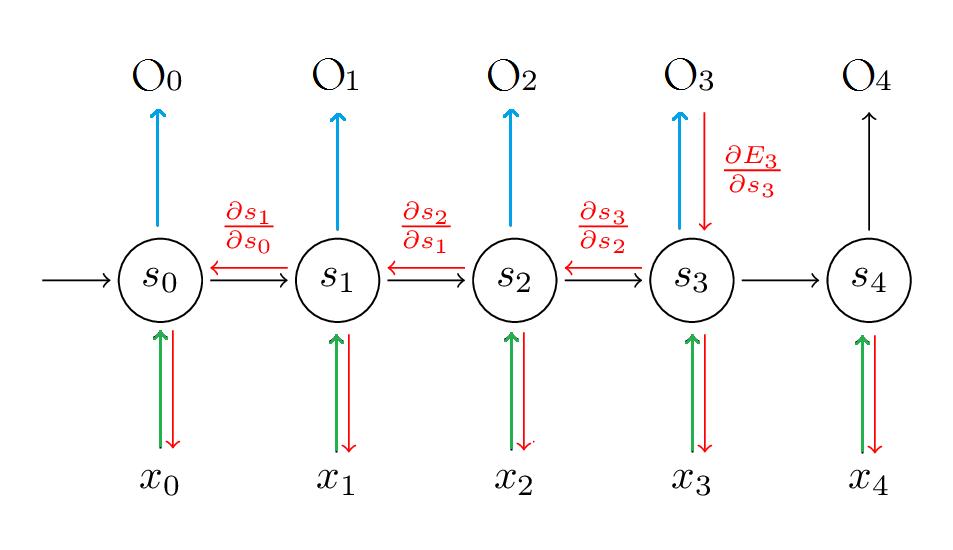 O₀ O₁ O₂ O₃ O₄
∂E₃/∂s₃
∂s₁/∂s₀ ∂s₂/∂s₁ ∂s₃/∂s₂
s₀ s₁ s₂ s₃ s₄
x₀ x₁ x₂ x₃ x₄